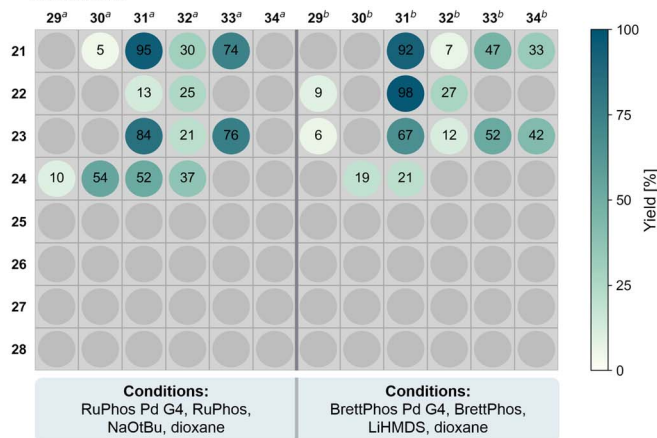 29a 30a 31a 32a 33a 34a 29b 30b 31b 32b 33b 34b
21 5 95 30 74 92 7 47 33
22 13 25 9 98 27
23 84 21 76 6 67 12 52 42
24 10 54 52 37 19 21
25
26
27
28
100
75
50
25
0
Yield [%]
Conditions:
RuPhos Pd G4, RuPhos,
NaOtBu, dioxane
Conditions:
BrettPhos Pd G4, BrettPhos,
LiHMDS, dioxane